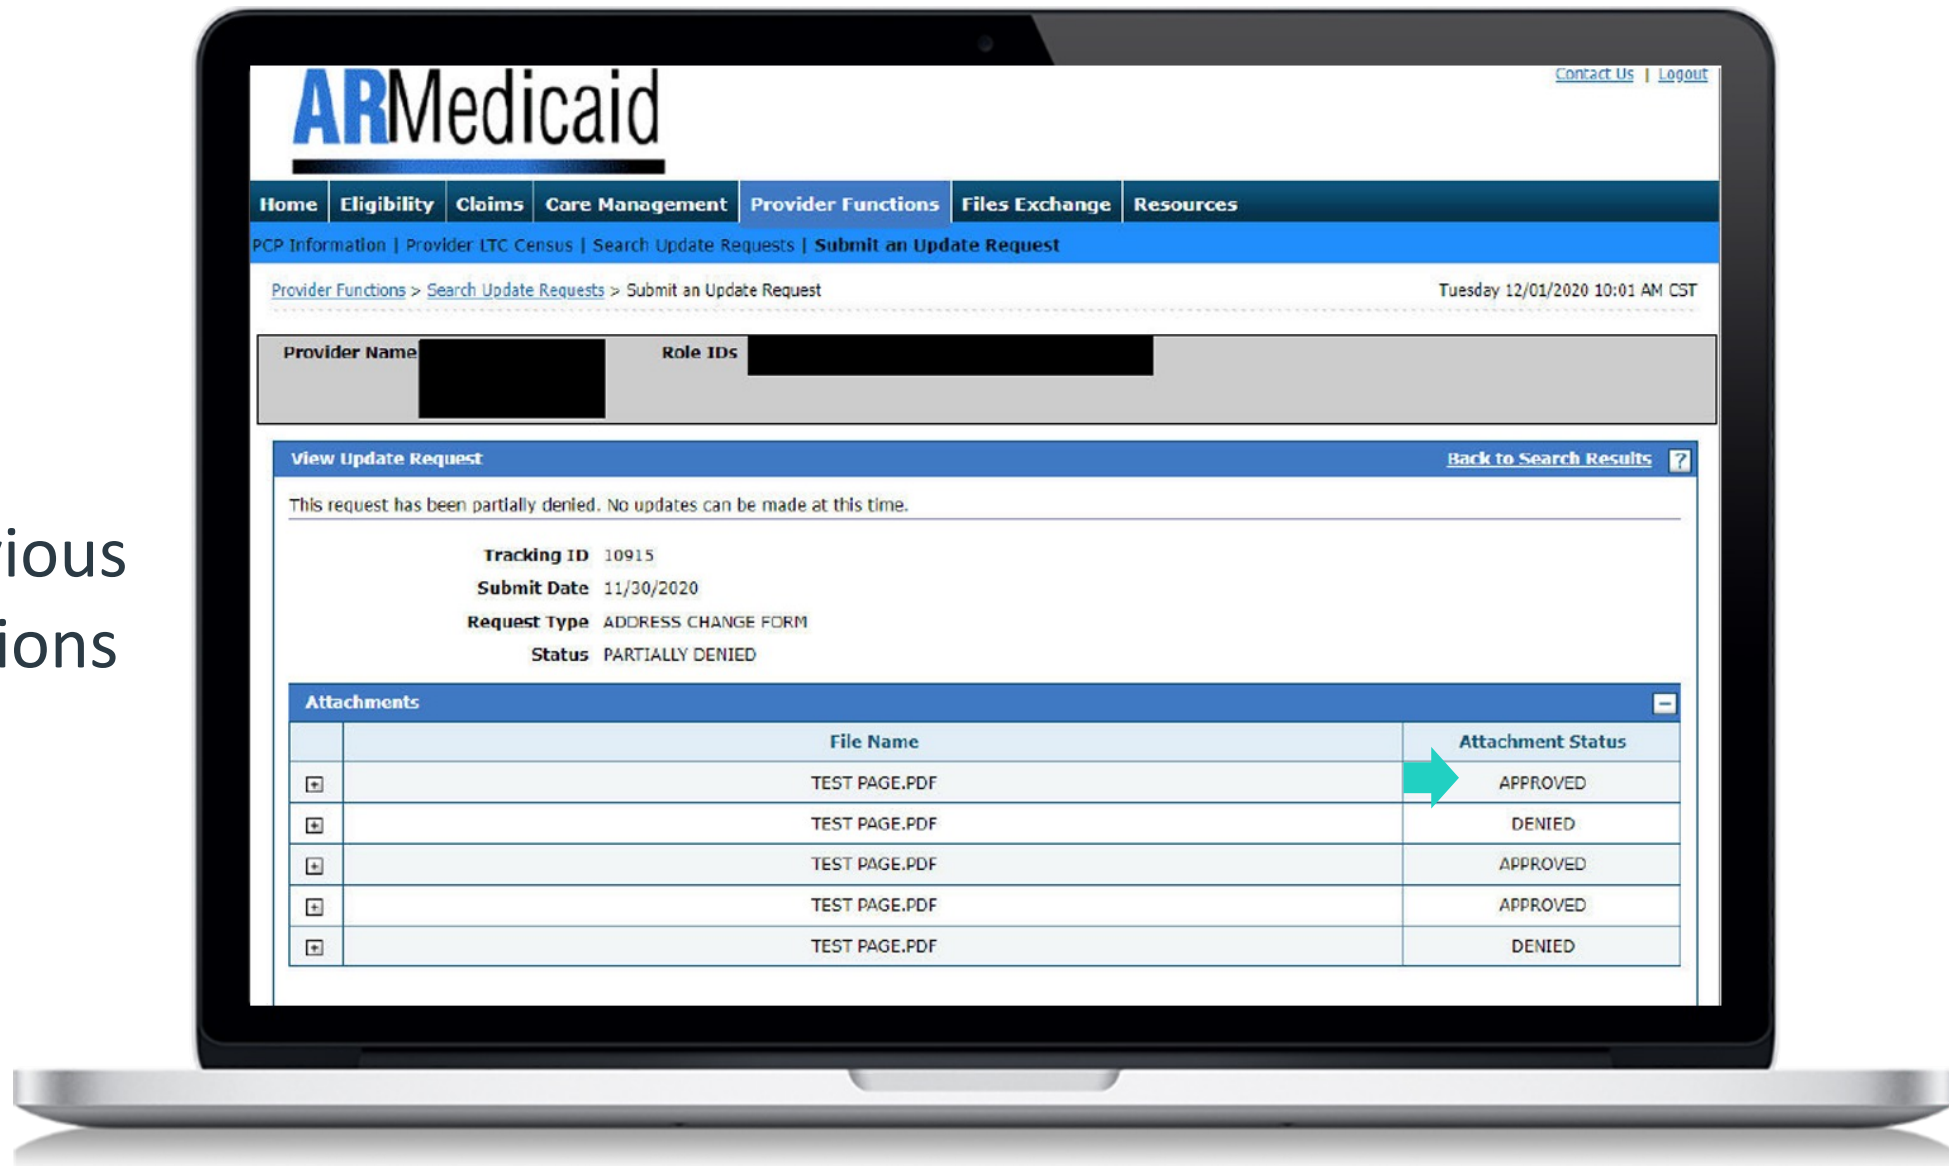 ARMedicaid
Contact Us | Logout
Home Eligibility Claims Care Management Provider Functions Files Exchange Resources
PCP Information | Provider LTC Census | Search Update Requests | Submit an Update Request
Provider Functions > Search Update Requests > Submit an Update Request Tuesday 12/01/2020 10:01 AM CST
Provider Name Role IDs
View Update Request Back to Search Results ?
This request has been partially denied. No updates can be made at this time.
Tracking ID 10915
Submit Date 11/30/2020
Request Type ADDRESS CHANGE FORM
Status PARTIALLY DENIED
Attachments
File Name Attachment Status
TEST PAGE.PDF APPROVED
TEST PAGE.PDF DENIED
TEST PAGE.PDF APPROVED
TEST PAGE.PDF APPROVED
TEST PAGE.PDF DENIED
ious
ions